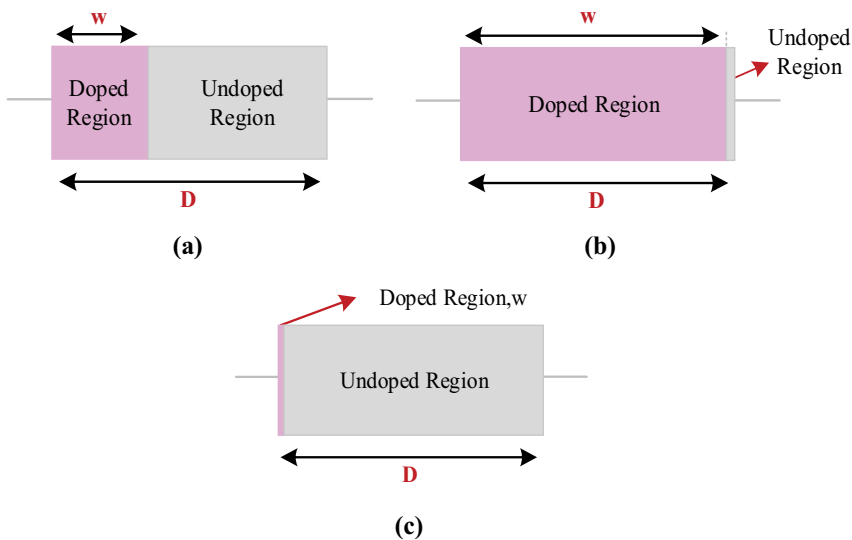 w
Doped
Region
Undoped
Region
D
(a)
w
Undoped
Region
Doped Region
D
(b)
Doped Region,w
Undoped Region
D
(c)